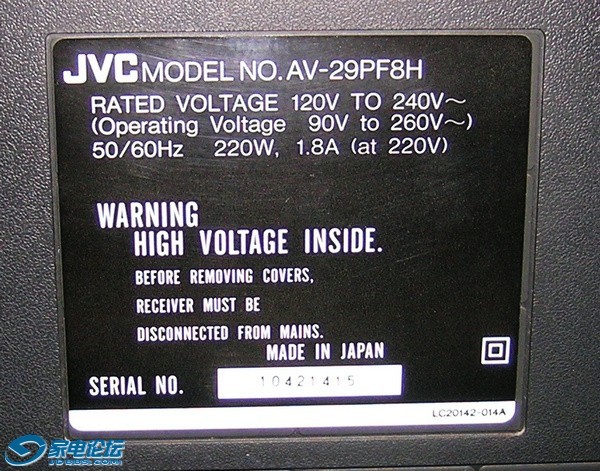 JVC MODEL NO. AV-29PF8H
RATED VOLTAGE 120V TO 240V~
(Operating Voltage 90V to 260V~)
50/60Hz 220W, 1.8A (at 220V)
WARNING
HIGH VOLTAGE INSIDE.
BEFORE REMOVING COVERS,
RECEIVER MUST BE
DISCONNECTED FROM MAINS.
MADE IN JAPAN
SERIAL NO. 10421415
LC20142-014A
家电论坛
JDBBS.COM